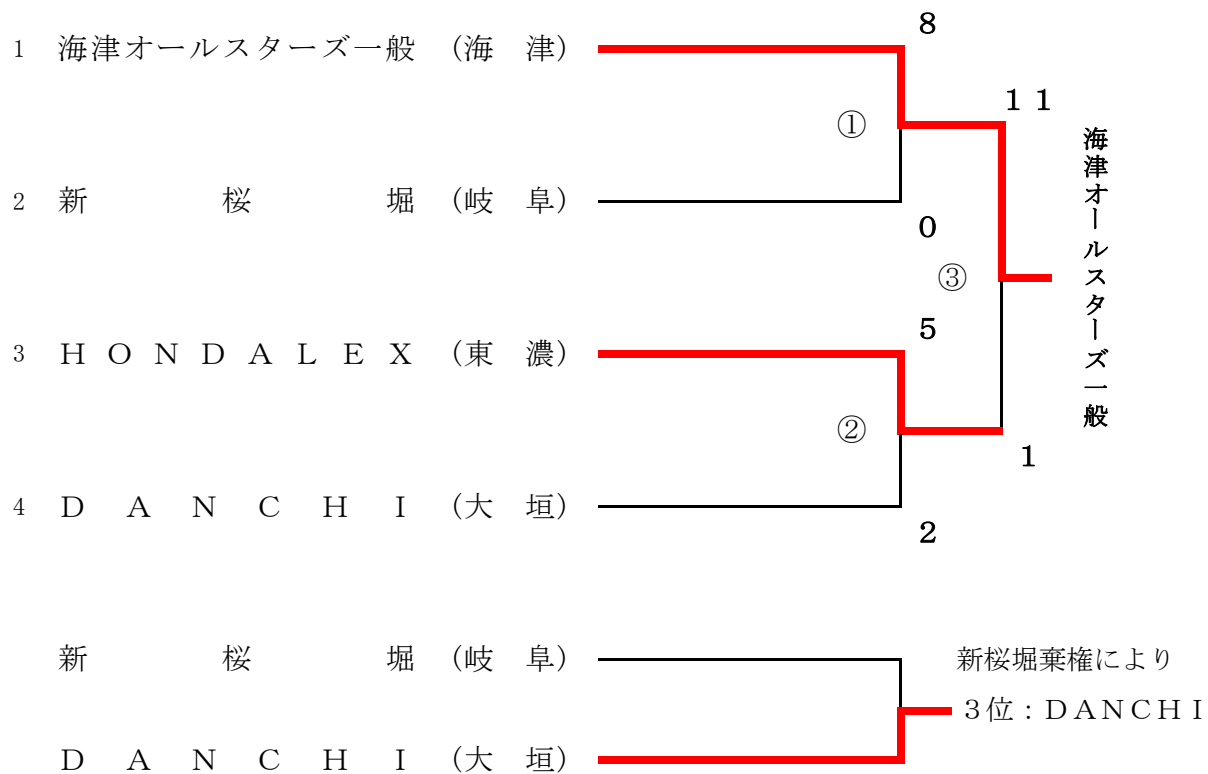 8
1 海津オールスターズ一般 (海 津)
11
①
海津オールスターズ一般
2 新 桜 堀 (岐 阜)
0
③
5
3 ＨＯＮＤＡＬＥＸ (東 濃)
②
1
4 ＤＡＮＣＨＩ (大 垣)
2
新 桜 堀 (岐 阜)
新桜堀棄権により
３位：ＤＡＮＣＨＩ
ＤＡＮＣＨＩ (大 垣)